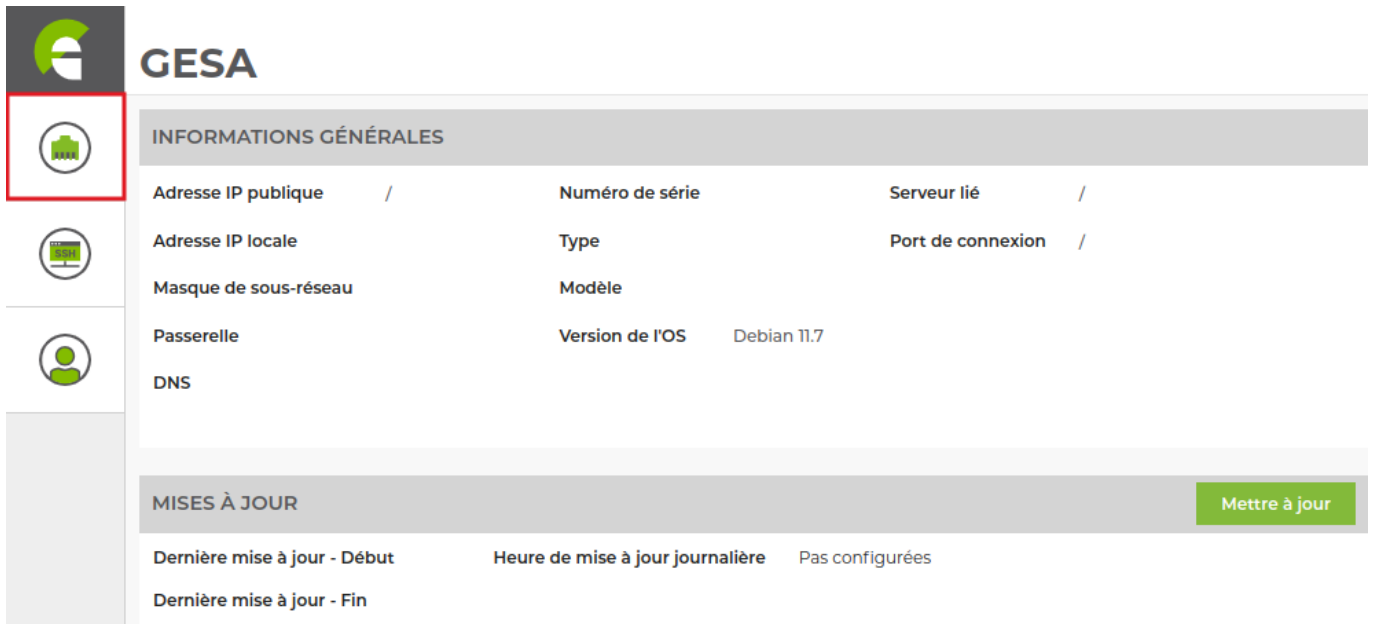 GESA
INFORMATIONS GÉNÉRALES
Adresse IP publique / Numéro de série Serveur lié /
Adresse IP locale Type Port de connexion /
Masque de sous-réseau Modèle
Passerelle Version de l'OS Debian 11.7
DNS
SSH
MISES À JOUR Mettre à jour
Dernière mise à jour - Début Heure de mise à jour journalière Pas configurées
Dernière mise à jour - Fin